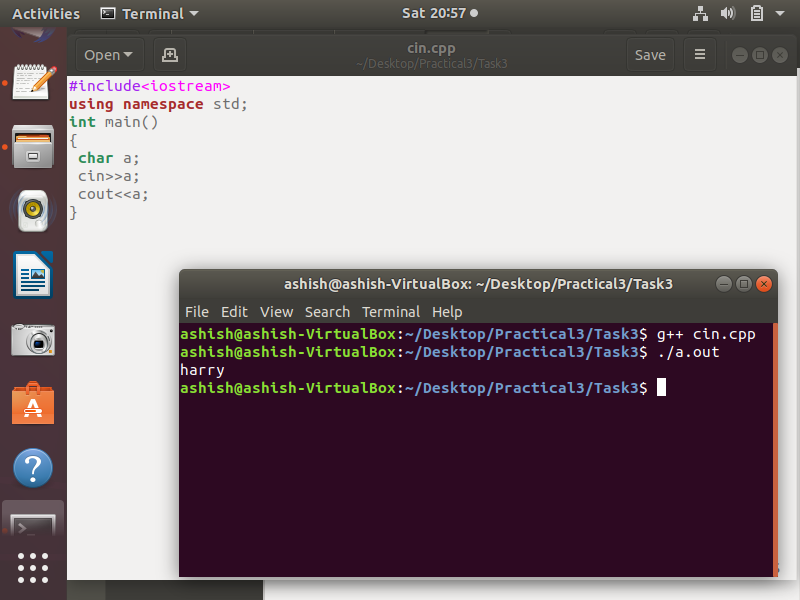 Activities Terminal Sat 20:57
Open cin.cpp Save
~/Desktop/Practical3/Task3
#include<iostream>
using namespace std;
int main()
{
 char a;
 cin>>a;
 cout<<a;
}
ashish@ashish-VirtualBox: ~/Desktop/Practical3/Task3
File Edit View Search Terminal Help
ashish@ashish-VirtualBox:~/Desktop/Practical3/Task3$ g++ cin.cpp
ashish@ashish-VirtualBox:~/Desktop/Practical3/Task3$ ./a.out
harry
ashish@ashish-VirtualBox:~/Desktop/Practical3/Task3$